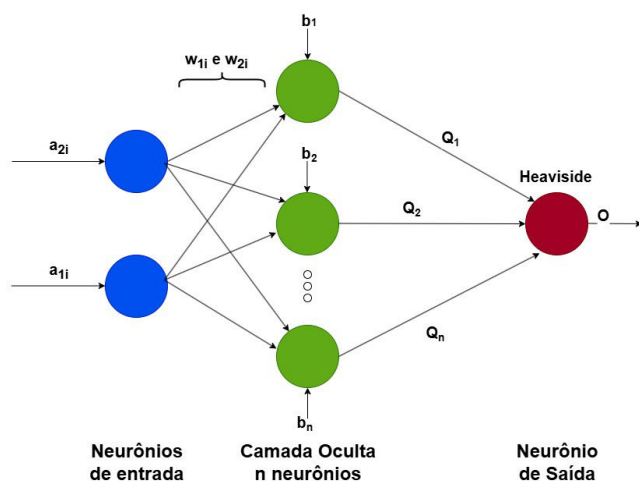 b₁
w₁ᵢ e w₂ᵢ
a₂ᵢ
Q₁
b₂
Heaviside
Q₂
O
a₁ᵢ
Qₙ
bₙ
Neurônios
de entrada
Camada Oculta
n neurônios
Neurônio
de Saída